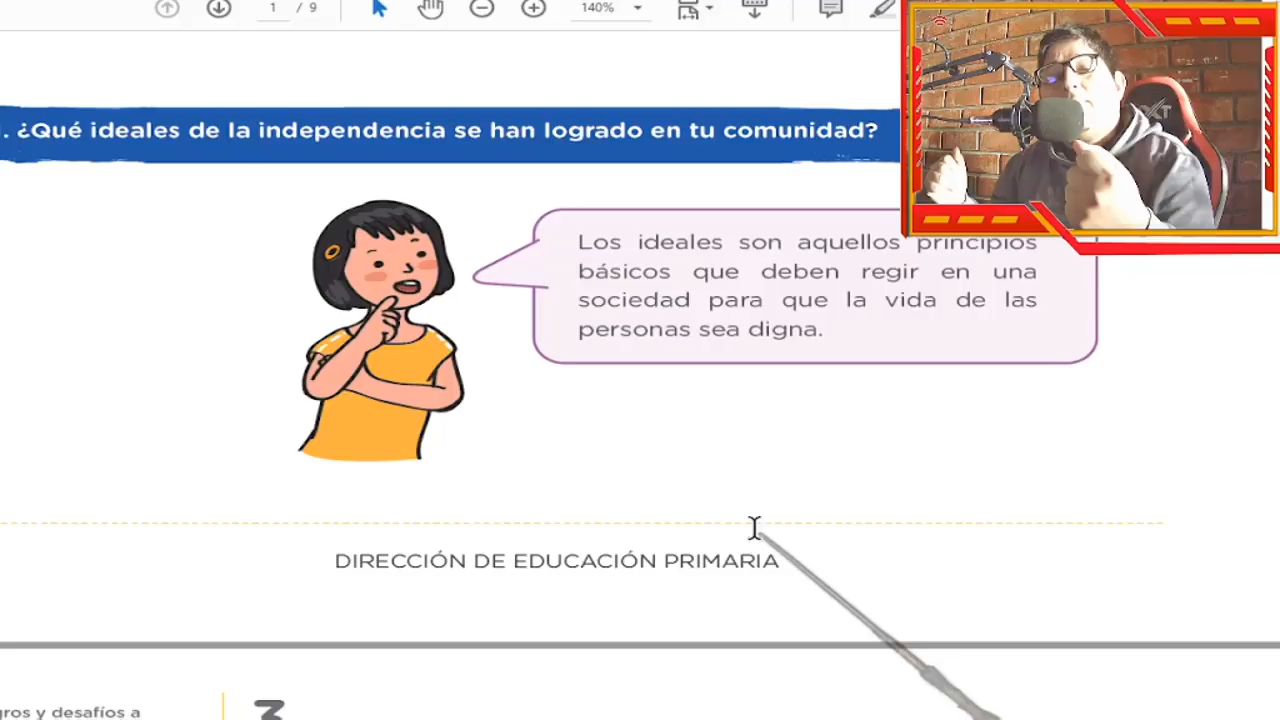 1 / 9
140%
. ¿Qué ideales de la independencia se han logrado en tu comunidad?
Los ideales son aquellos principios
básicos que deben regir en una
sociedad para que la vida de las
personas sea digna.
DIRECCIÓN DE EDUCACIÓN PRIMARIA
y desafíos a
3